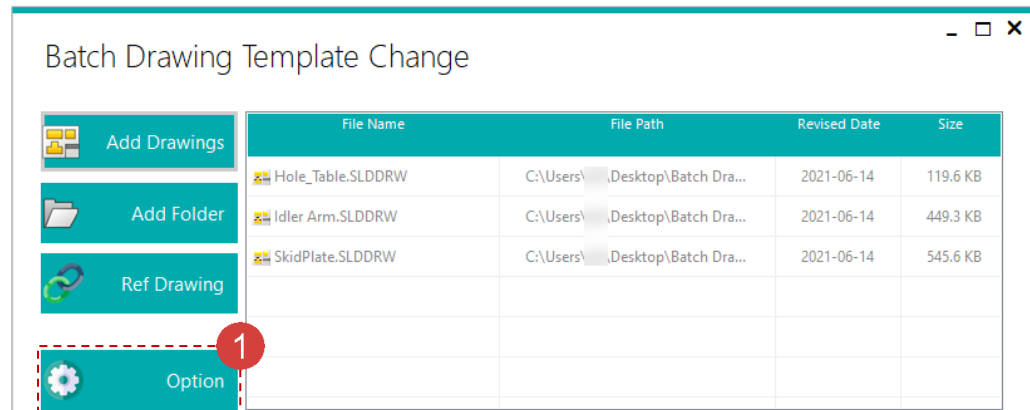 Batch Drawing Template Change
Add Drawings
Add Folder
Ref Drawing
1
Option
File Name File Path Revised Date Size
Hole_Table.SLDDRW C:\Users\ \Desktop\Batch Dra... 2021-06-14 119.6 KB
Idler Arm.SLDDRW C:\Users\ \Desktop\Batch Dra... 2021-06-14 449.3 KB
SkidPlate.SLDDRW C:\Users\ \Desktop\Batch Dra... 2021-06-14 545.6 KB